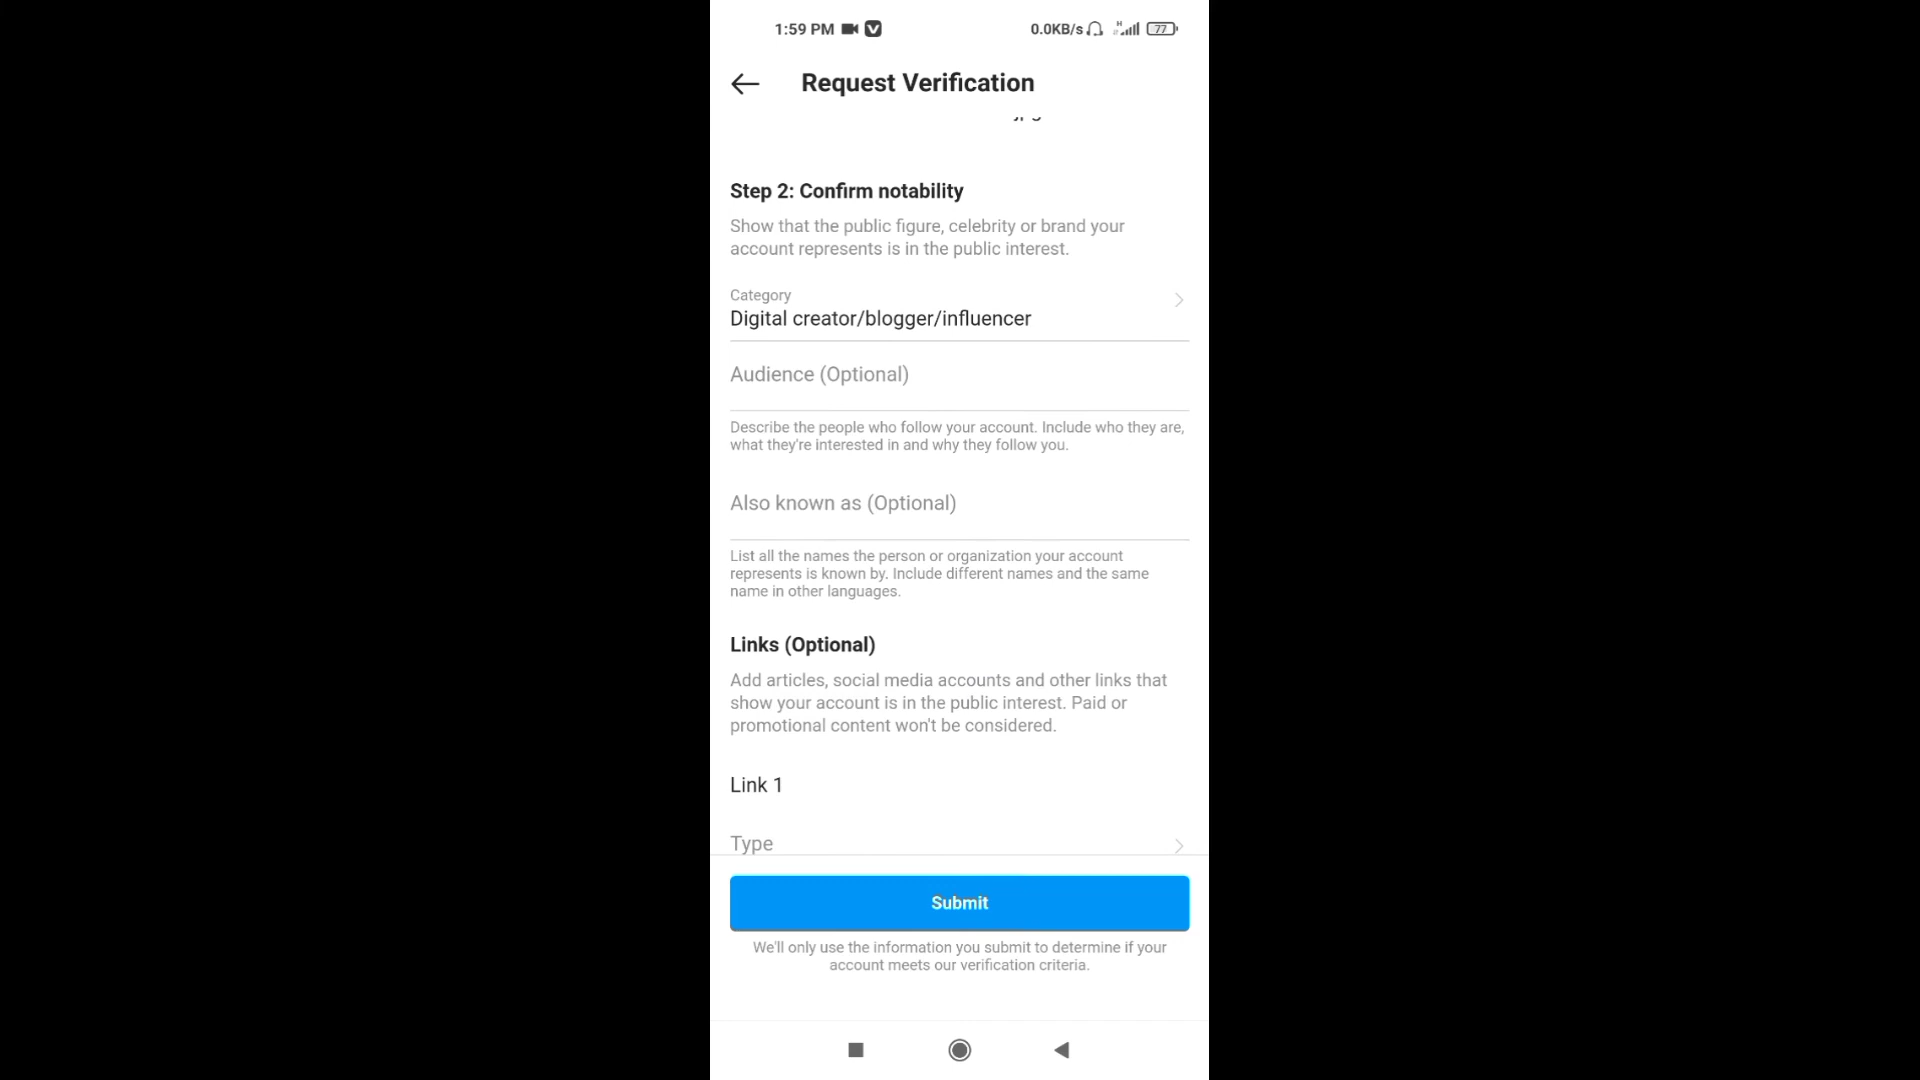 1:59 PM
0.0KB/s
H
77
Request Verification
Step 2: Confirm notability
Show that the public figure, celebrity or brand your
account represents is in the public interest.
Category
Digital creator/blogger/influencer
Audience (Optional)
Describe the people who follow your account. Include who they are,
what they're interested in and why they follow you.
Also known as (Optional)
List all the names the person or organization your account
represents is known by. Include different names and the same
name in other languages.
Links (Optional)
Add articles, social media accounts and other links that
show your account is in the public interest. Paid or
promotional content won't be considered.
Link 1
Type
Submit
We'll only use the information you submit to determine if your
account meets our verification criteria.